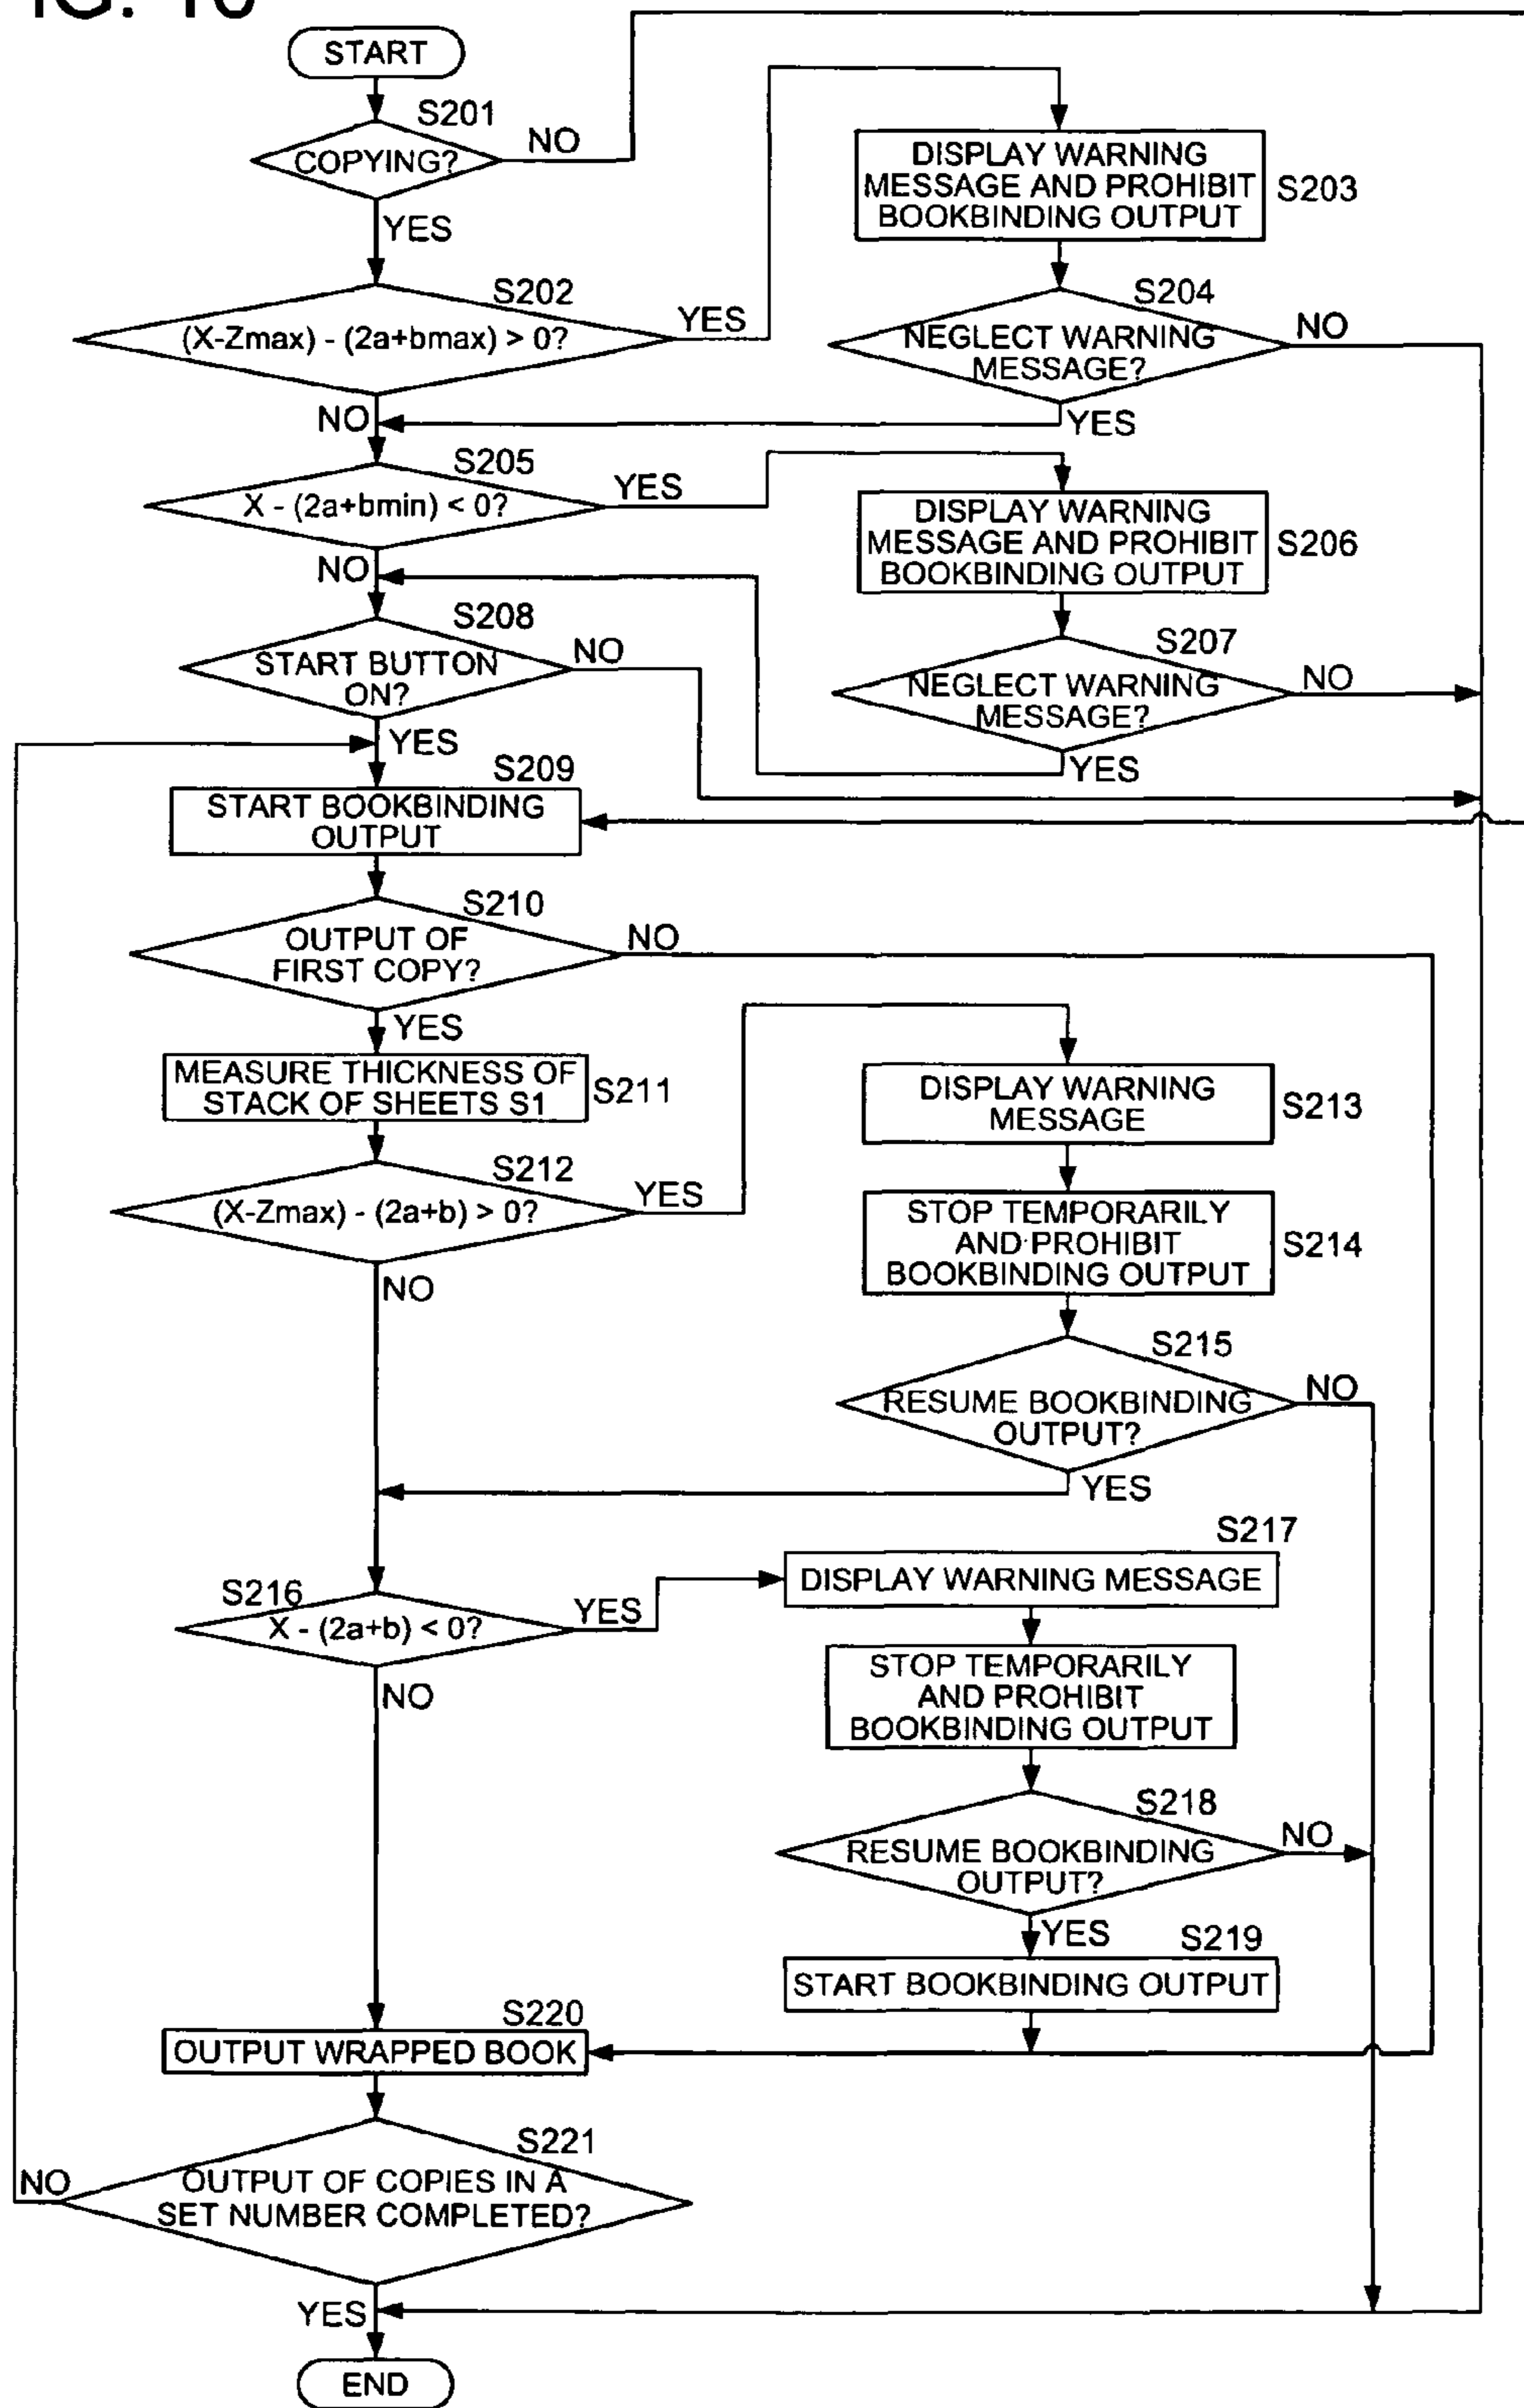 START
S201
COPYING?
NO
YES
S202
(X-Zmax) - (2a+bmax) > 0?
YES
NO
DISPLAY WARNING
MESSAGE AND PROHIBIT
BOOKBINDING OUTPUT
S203
S204
NEGLECT WARNING
MESSAGE?
NO
YES
S205
X - (2a+bmin) < 0?
YES
NO
DISPLAY WARNING
MESSAGE AND PROHIBIT
BOOKBINDING OUTPUT
S206
S207
NEGLECT WARNING
MESSAGE?
NO
YES
S208
START BUTTON
ON?
NO
YES
S209
START BOOKBINDING
OUTPUT
S210
OUTPUT OF
FIRST COPY?
NO
YES
MEASURE THICKNESS OF
STACK OF SHEETS S1
S211
S212
(X-Zmax) - (2a+b) > 0?
YES
NO
DISPLAY WARNING
MESSAGE
S213
STOP TEMPORARILY
AND PROHIBIT
BOOKBINDING OUTPUT
S214
S215
RESUME BOOKBINDING
OUTPUT?
NO
YES
S216
X - (2a+b) < 0?
YES
NO
S217
DISPLAY WARNING MESSAGE
STOP TEMPORARILY
AND PROHIBIT
BOOKBINDING OUTPUT
S218
RESUME BOOKBINDING
OUTPUT?
NO
YES
S219
START BOOKBINDING OUTPUT
S220
OUTPUT WRAPPED BOOK
S221
OUTPUT OF COPIES IN A
SET NUMBER COMPLETED?
NO
YES
END